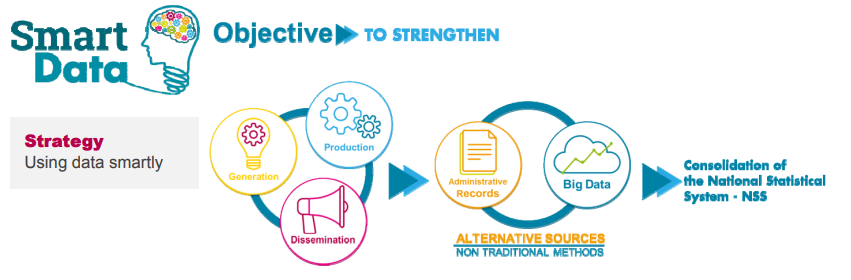 Smart
Data
Objective
TO STRENGTHEN
Strategy
Using data smartly
Generation
Production
Dissemination
Administrative
Records
Big Data
ALTERNATIVE SOURCES
NON TRADITIONAL METHODS
Consolidation of
the National Statistical
System - NSS